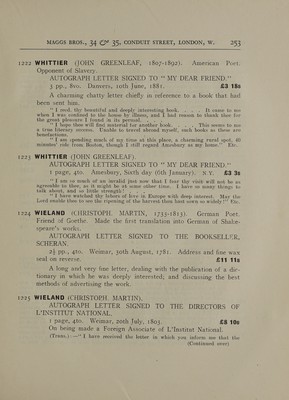 MAGGS BROS., 34 & 35, CONDUIT STREET, LONDON, W. 253
1222 WHITTIER (JOHN GREENLEAF, 1807-1892). American Poet.
Opponent of Slavery.
AUTOGRAPH LETTER SIGNED TO "MY DEAR FRIEND."
3 pp., 8vo. Danvers, 10th June, 1881. £3 18s
A charming chatty letter chiefly in reference to a book that had
been sent him.
"I read, thy beautiful and deeply interesting book. . . . It came to me
when I was confined to the house by illness, and I had reason to thank thee for
the great pleasure I found in its perusal.
"I hope thou will find material for another book. . . . This seems to me
a true literary success. Unable to travel abroad myself, such books as these are
benefactions.
"I am spending much of my time at this place, a charming rural spot, 40
minutes' ride from Boston, though I still regard Amesbury as my home." Etc.
1223 WHITTIER (JOHN GREENLEAF).
AUTOGRAPH LETTER SIGNED TO "MY DEAR FRIEND."
1 page, 4to. Amesbury, Sixth day (6th January). N.Y. £3 3s
"I am so much of an invalid just now that I fear the visit will not be as
agreeable to thee, as it might be at some other time. I have so many things to
talk about, and so little strength!
"I have watched thy letters of love in Europe with deep interest. May the
Lord enable thee to see the ripening of the harvest thou hast sown so widely!" Etc.
1224 WIELAND (CHRISTOPH. MARTIN, 1733-1813). German Poet.
Friend of Goethe. Made the first translation into German of Shake-
speare's works.
AUTOGRAPH LETTER SIGNED TO THE BOOKSELLER,
SCHERAN.
2½ pp., 4to. Weimar, 30th August, 1781. Address and fine wax
seal on reverse. £11 11s
A long and very fine letter, dealing with the publication of a dic-
tionary in which he was deeply interested; and discussing the best
methods of advertising the work.
1225 WIELAND (CHRISTOPH. MARTIN).
AUTOGRAPH LETTER SIGNED TO THE DIRECTORS OF
L'INSTITUT NATIONAL.
1 page, 4to. Weimar, 20th July, 1803. £8 10s
On being made a Foreign Associate of L'Institut National.
(Trans.):—"I have received the letter in which you inform me that the
(Continued over)